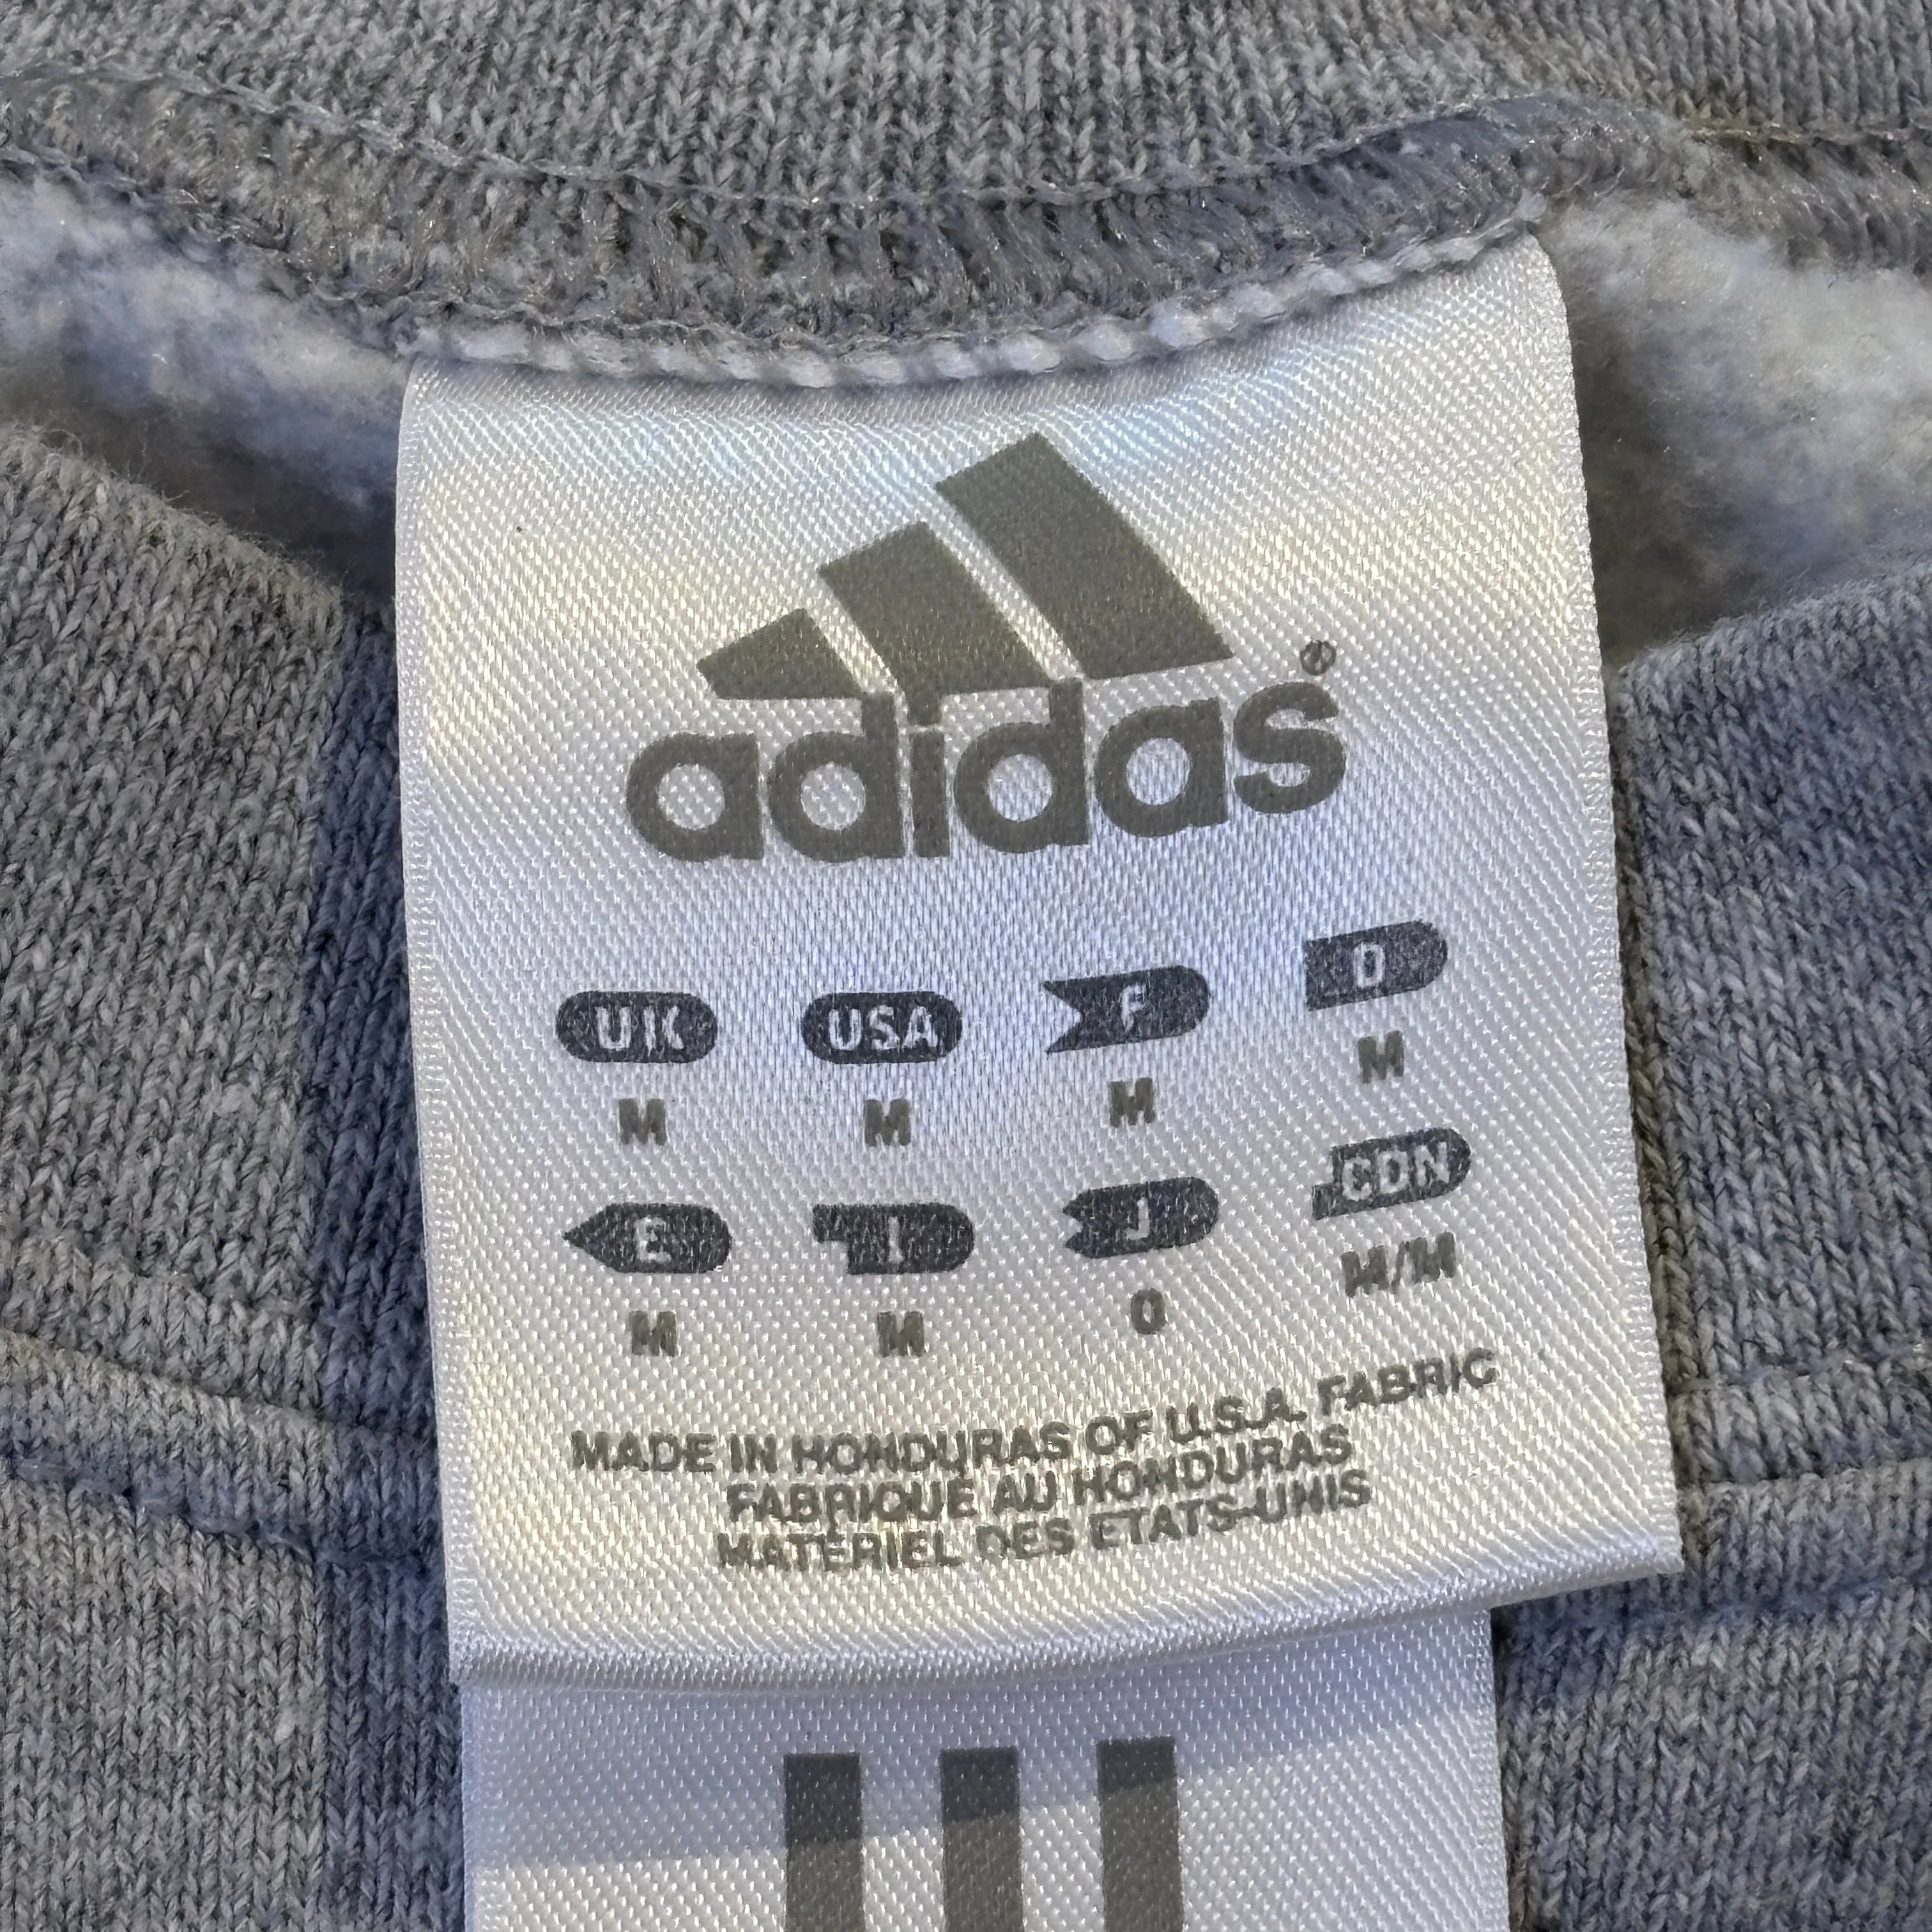 adidas®
UK USA F D
M M M M
E I J CDN
M M O M/M
MADE IN HONDURAS OF U.S.A. FABRIC
FABRIQUE AU HONDURAS
MATERIEL DES ETATS-UNIS